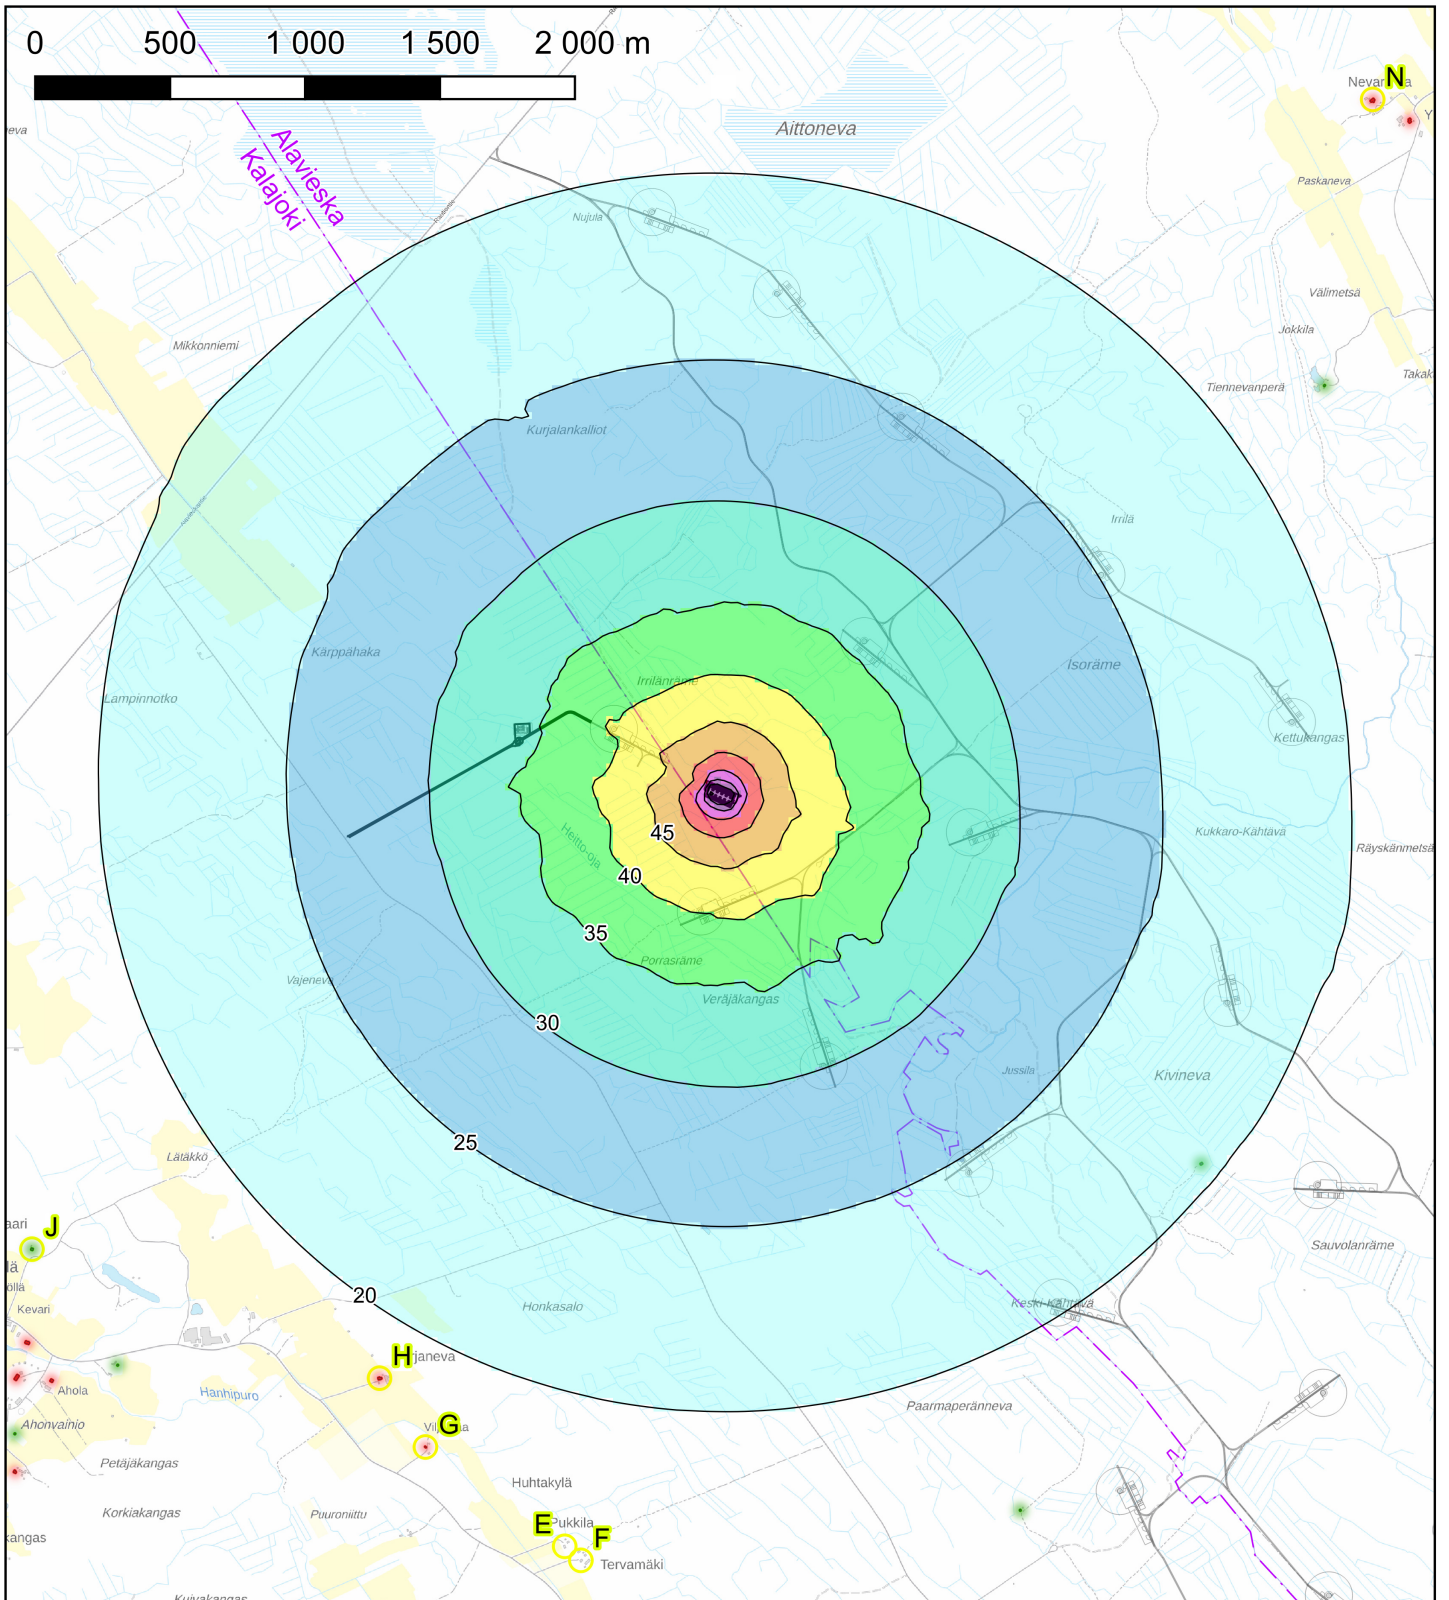 0 500 1 000 1 500 2 000 m
Alavieska
Kalajoki
Aittoneva
N
Paskaneva
Nujula
Välimetsä
Jokkila
Mikkonniemi
Tiennevanperä
Kurjalankalliot
Irrilä
Kärppähaka
Isoräme
Irrilänräme
Lampinnotko
Kettukangas
Heitto-oja
45
Kukkaro-Kähtävä
Räyskänmetsä
40
35
Porrasräme
Vajeneva
Veräjäkangas
30
Jussila
Kivineva
25
Lätäkkö
J
Sauvolanräme
Kevari
20
Honkasalo
Keski-Kähtävä
H
Ahola
Hanhipuro
Paarmaperänneva
Ahonvainio
G
Petäjäkangas
Huhtakylä
Korkiakangas
Puuroniittu
E
Pukkila
F
Tervamäki
Kuivakangas